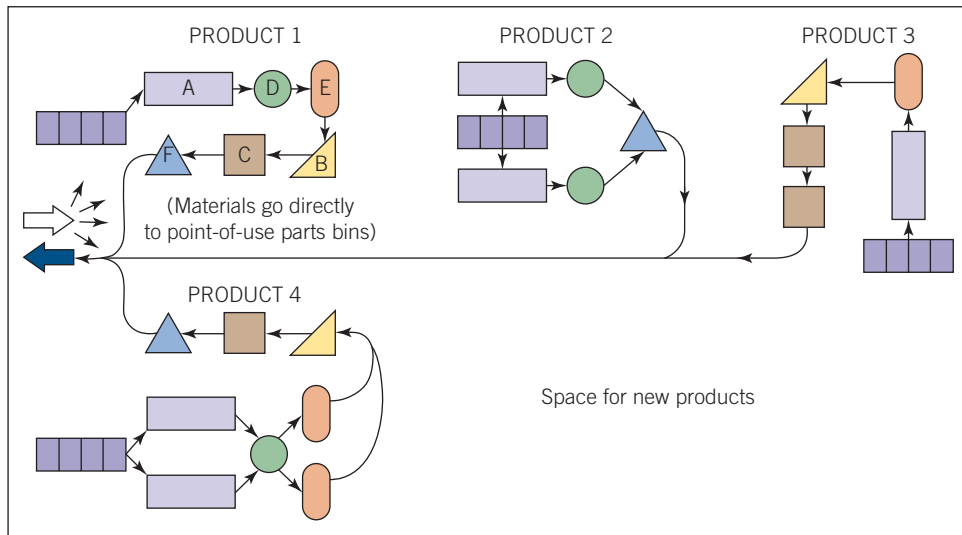 PRODUCT 1
PRODUCT 2
PRODUCT 3
A
D
E
F
C
B
(Materials go directly
to point-of-use parts bins)
PRODUCT 4
Space for new products